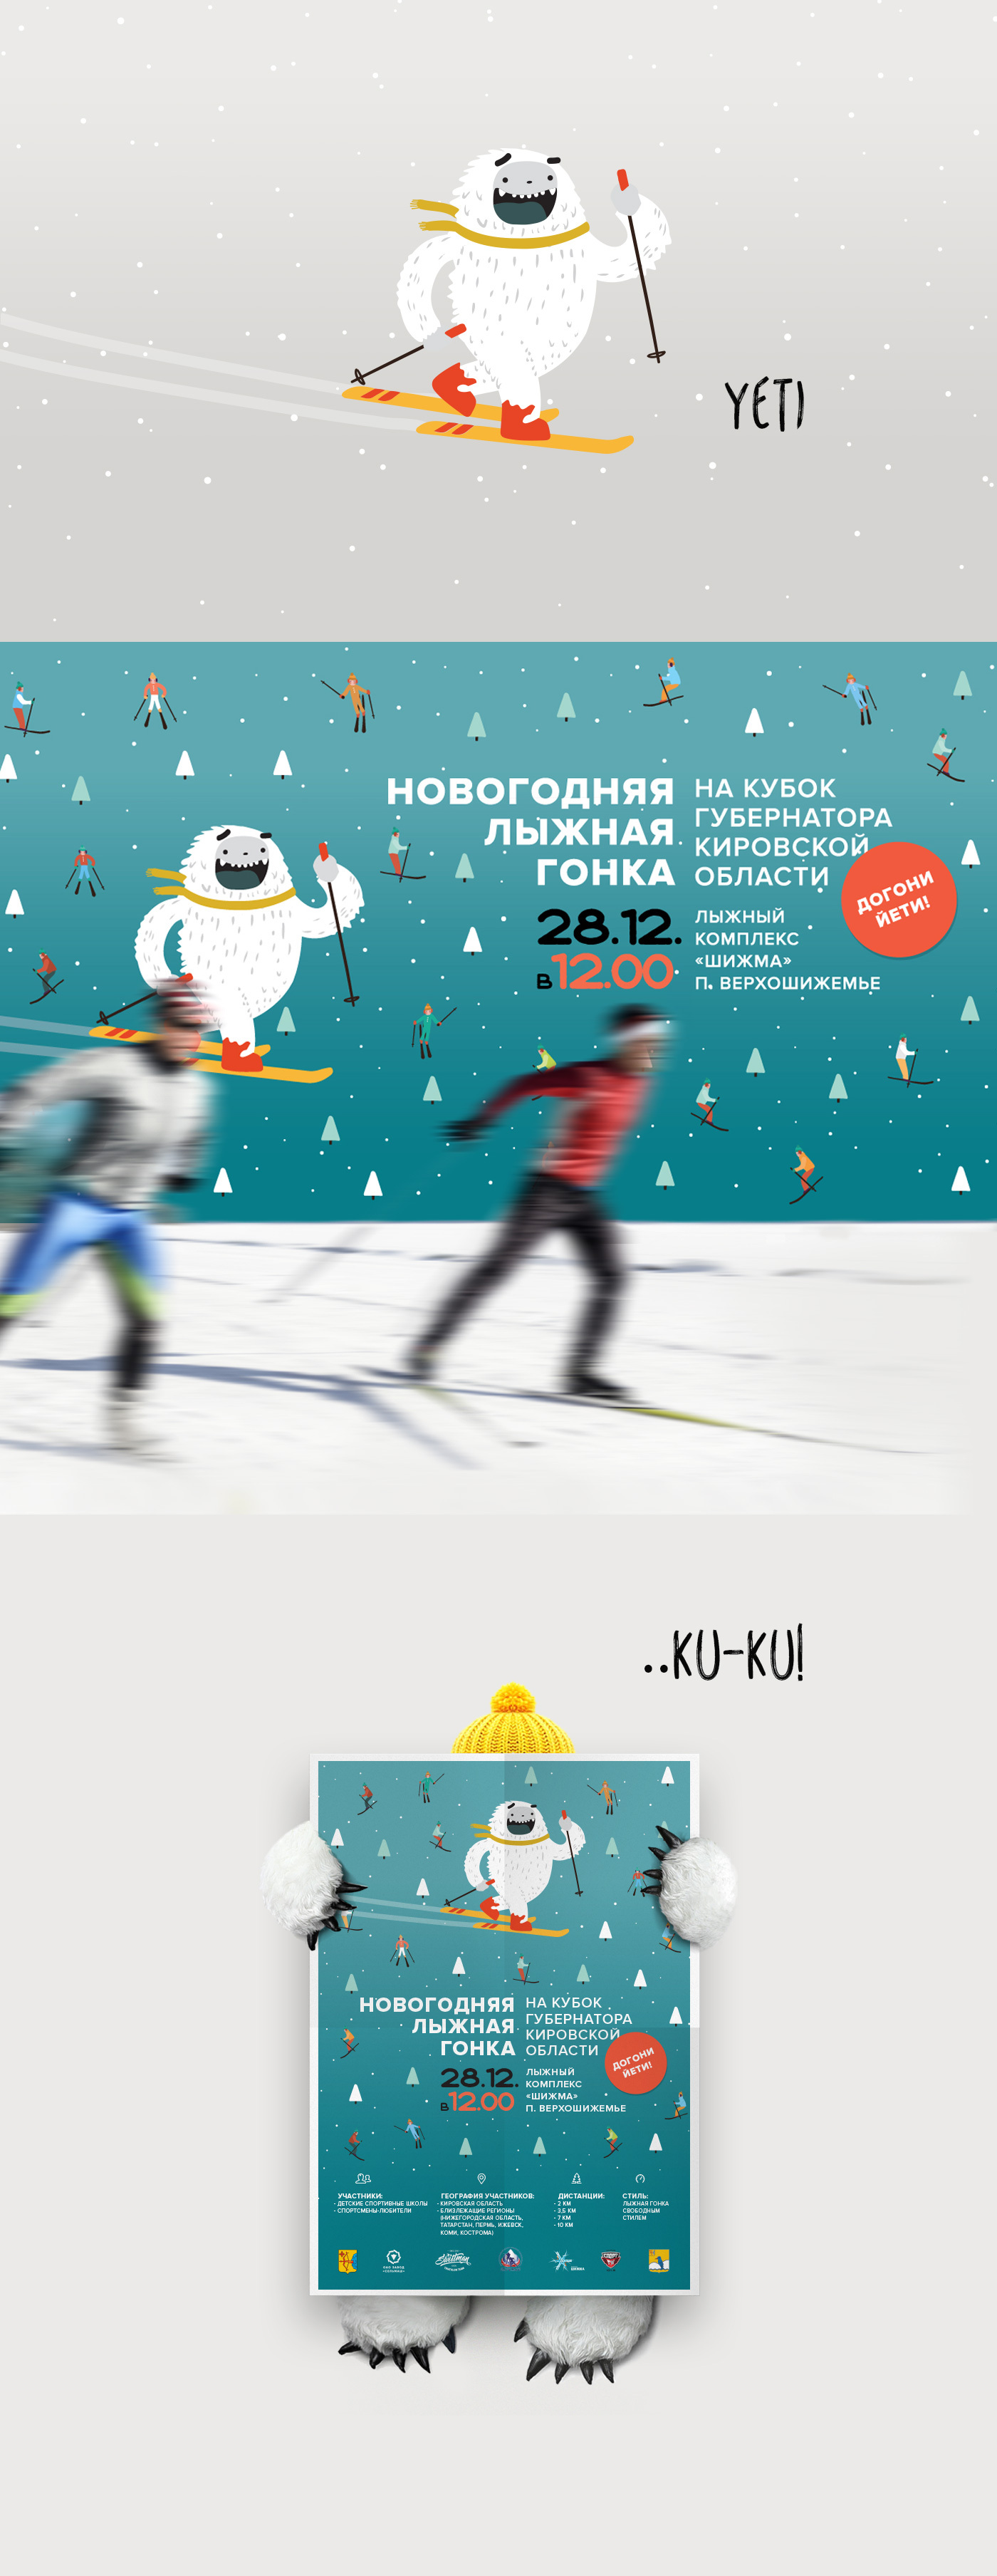 YETI
НОВОГОДНЯЯ
ЛЫЖНАЯ
ГОНКА
НА КУБОК
ГУБЕРНАТОРА
КИРОВСКОЙ
ОБЛАСТИ
28.12.
В 12.00
ЛЫЖНЫЙ
КОМПЛЕКС
«ШИЖМА»
П. ВЕРХОШИЖЕМЬЕ
ДОГОНИ
ЙЕТИ!
..KU-KU!
НОВОГОДНЯЯ
ЛЫЖНАЯ
ГОНКА
НА КУБОК
ГУБЕРНАТОРА
КИРОВСКОЙ
ОБЛАСТИ
28.12.
В 12.00
ЛЫЖНЫЙ
КОМПЛЕКС
«ШИЖМА»
П. ВЕРХОШИЖЕМЬЕ
ДОГОНИ
ЙЕТИ!
УЧАСТНИКИ:
- ДЕТСКИЕ СПОРТИВНЫЕ ШКОЛЫ
- СПОРТСМЕНЫ-ЛЮБИТЕЛИ
ГЕОГРАФИЯ УЧАСТНИКОВ:
- КИРОВСКАЯ ОБЛАСТЬ
- БЛИЗЛЕЖАЩИЕ РЕГИОНЫ
(НИЖЕГОРОДСКАЯ ОБЛАСТЬ,
ТАТАРСТАН, ПЕРМЬ, ИЖЕВСК,
КОМИ, КОСТРОМА)
ДИСТАНЦИИ:
- 2 КМ
- 3,5 КМ
- 7 КМ
- 10 КМ
СТИЛЬ:
ЛЫЖНАЯ ГОНКА
СВОБОДНЫМ
СТИЛЕМ